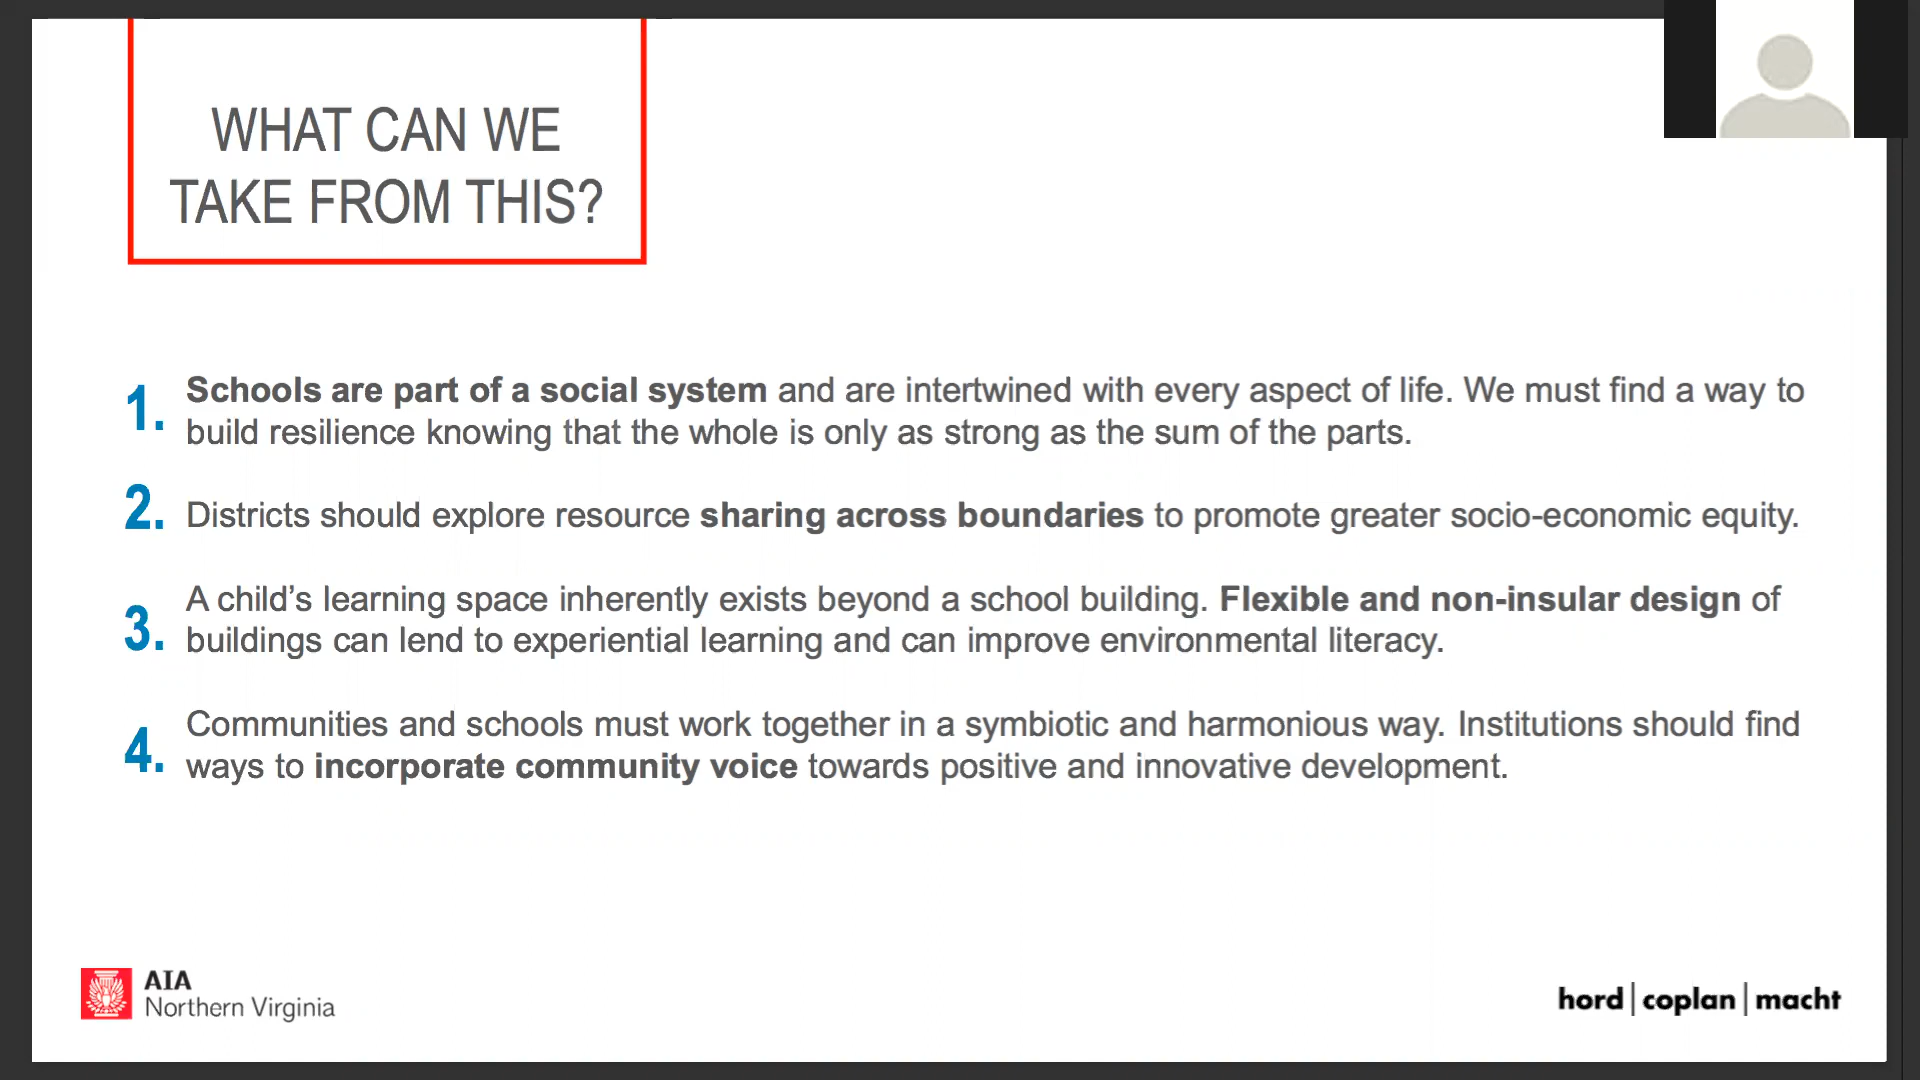 WHAT CAN WE
TAKE FROM THIS?
1. Schools are part of a social system and are intertwined with every aspect of life. We must find a way to
build resilience knowing that the whole is only as strong as the sum of the parts.
2. Districts should explore resource sharing across boundaries to promote greater socio-economic equity.
3. A child’s learning space inherently exists beyond a school building. Flexible and non-insular design of
buildings can lend to experiential learning and can improve environmental literacy.
4. Communities and schools must work together in a symbiotic and harmonious way. Institutions should find
ways to incorporate community voice towards positive and innovative development.
AIA
Northern Virginia
hord | coplan | macht